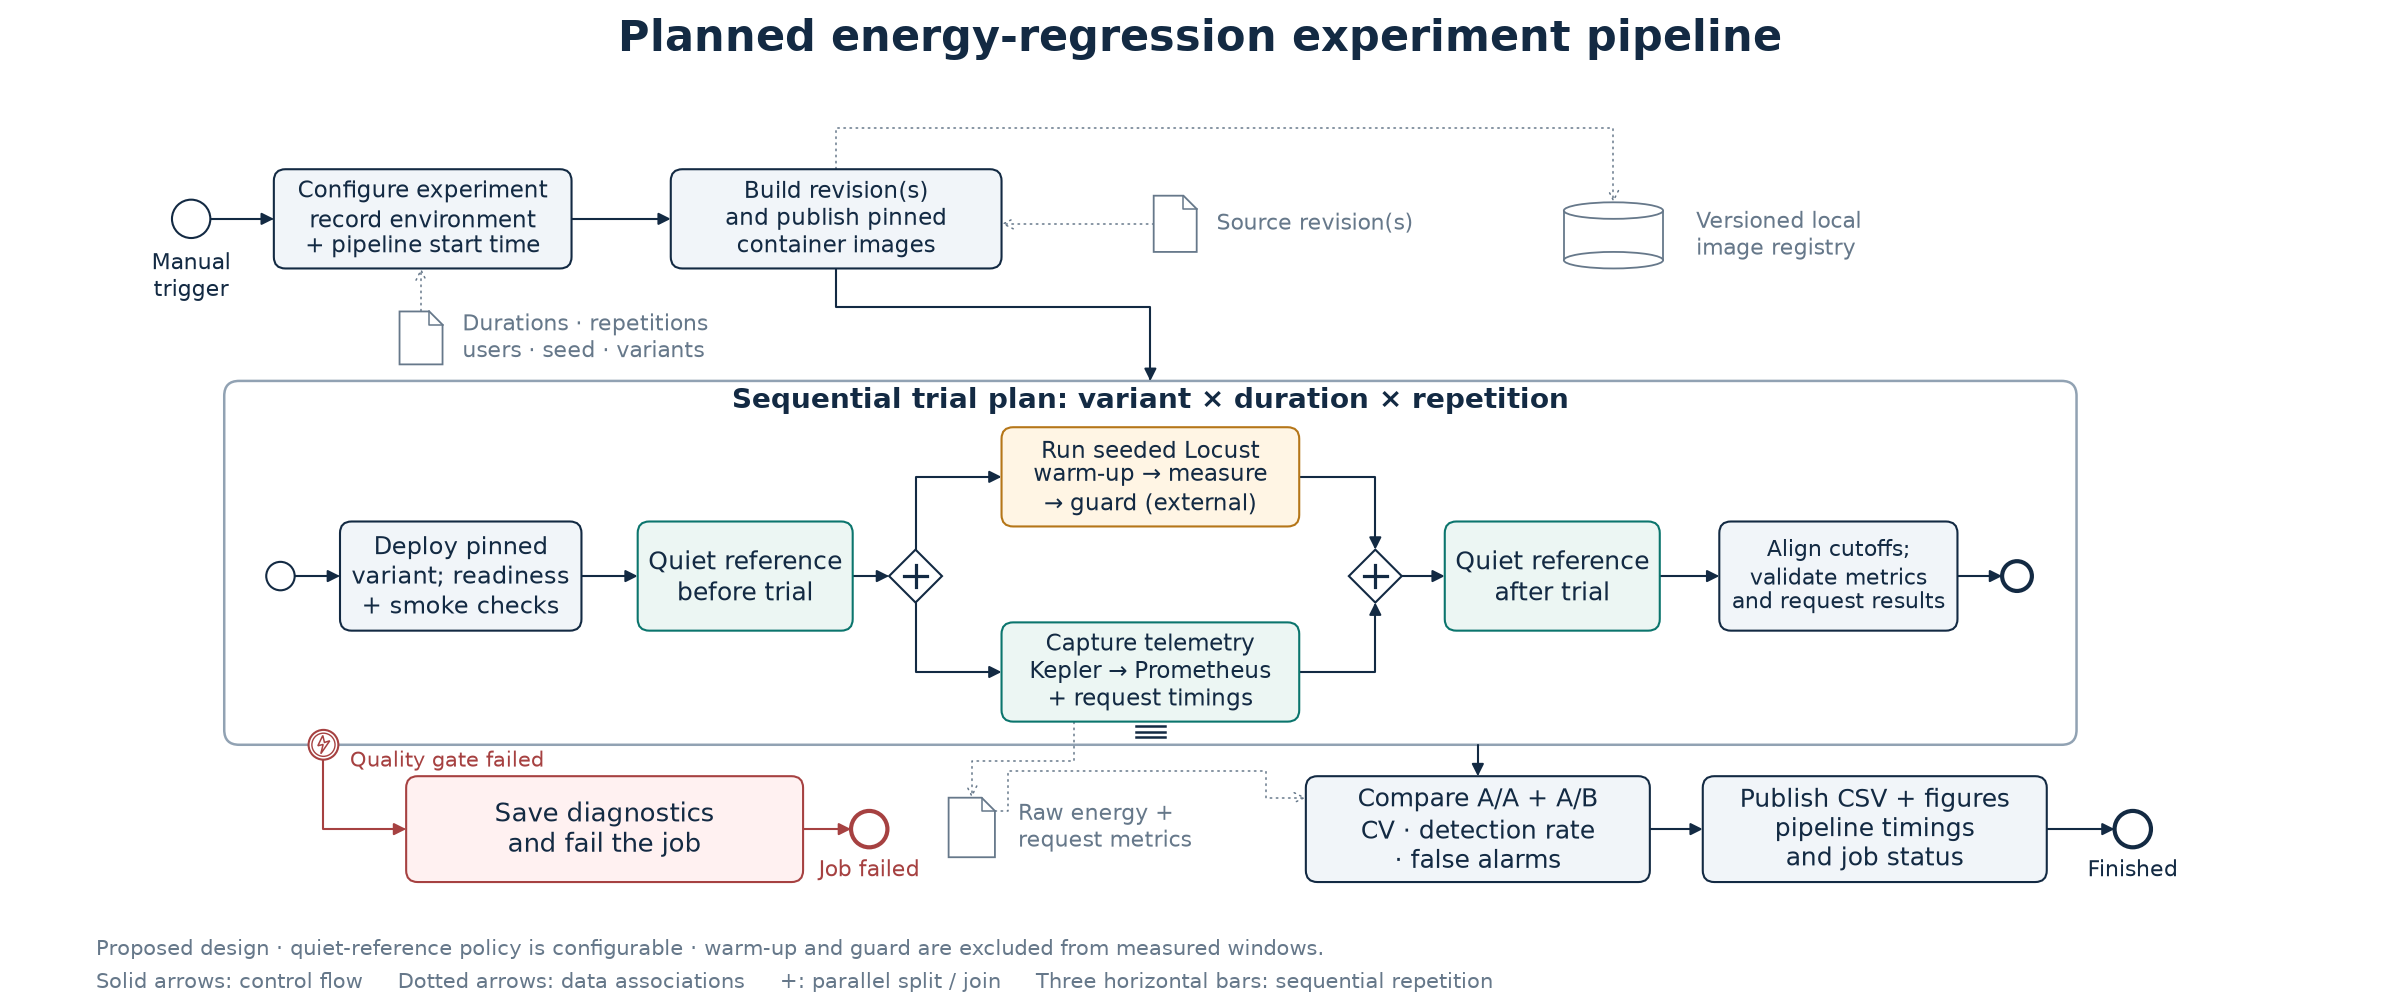 Planned energy-regression experiment pipeline
Configure experiment
record environment
+ pipeline start time
Build revision(s)
and publish pinned
container images
Source revision(s)
Versioned local
image registry
Manual
trigger
Durations · repetitions
users · seed · variants
Sequential trial plan: variant × duration × repetition
Run seeded Locust
warm-up → measure
→ guard (external)
Deploy pinned
variant; readiness
+ smoke checks
Quiet reference
before trial
Quiet reference
after trial
Align cutoffs;
validate metrics
and request results
Capture telemetry
Kepler → Prometheus
+ request timings
Quality gate failed
Save diagnostics
and fail the job
Job failed
Raw energy +
request metrics
Compare A/A + A/B
CV · detection rate
· false alarms
Publish CSV + figures
pipeline timings
and job status
Finished
Proposed design · quiet-reference policy is configurable · warm-up and guard are excluded from measured windows.
Solid arrows: control flow Dotted arrows: data associations +: parallel split / join Three horizontal bars: sequential repetition